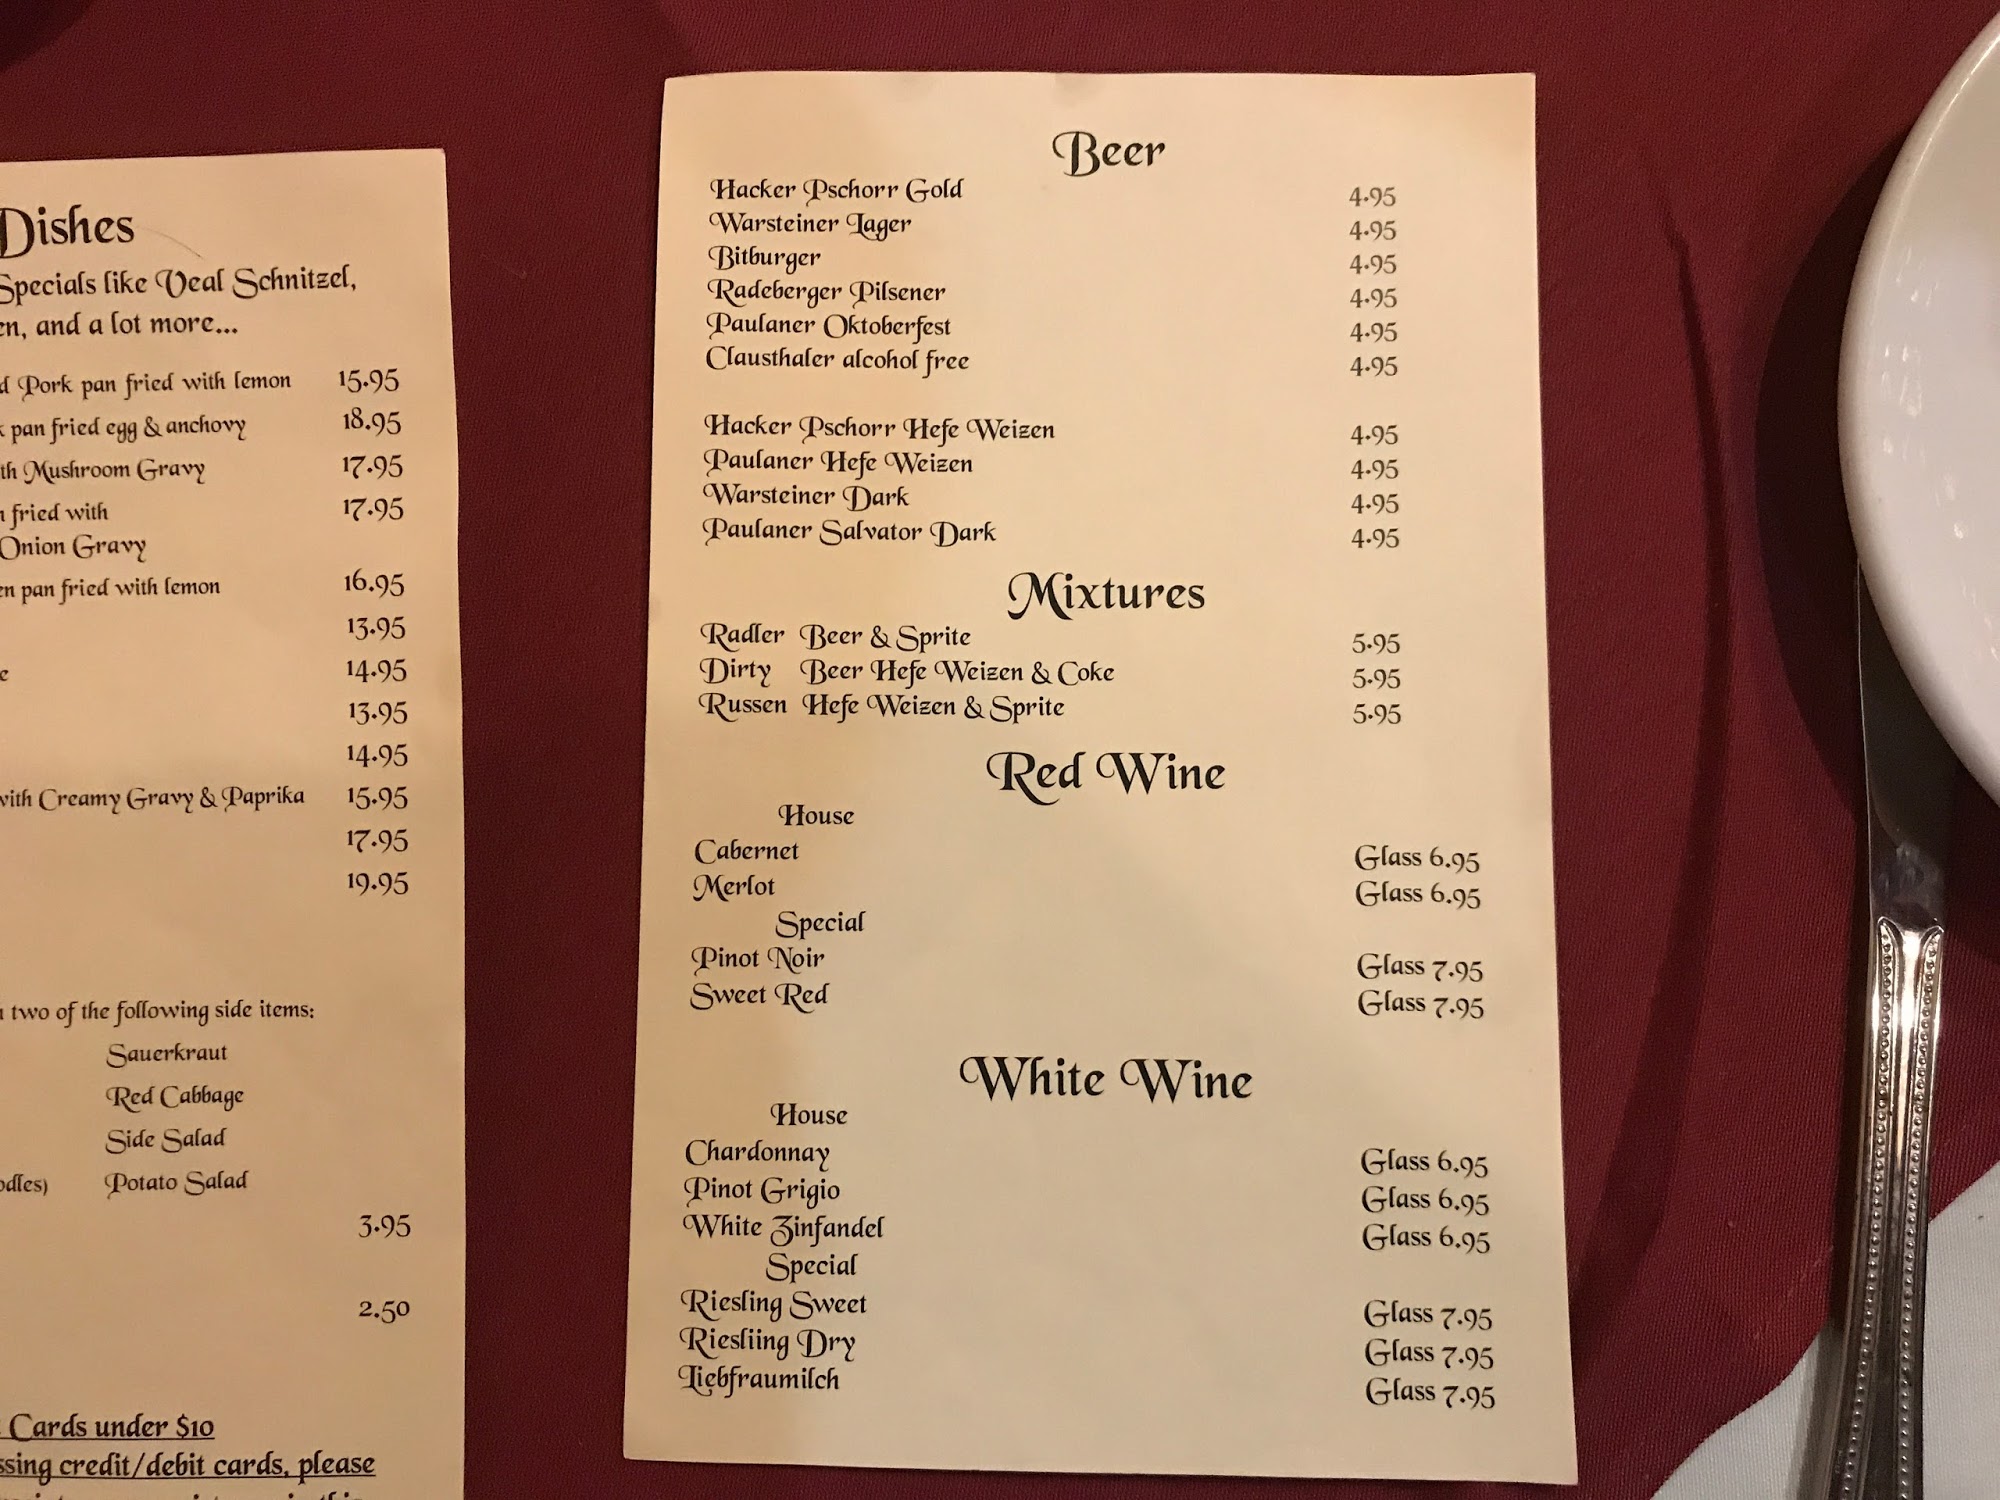 Dishes
Specials like Veal Schnitzel,
and a lot more...
Pork pan fried with lemon 15.95
pan fried egg & anchovy 18.95
Mushroom Gravy 17.95
fried with 17.95
Onion Gravy
pan fried with lemon 16.95
13.95
14.95
13.95
14.95
with Creamy Gravy & Paprika 15.95
17.95
19.95
two of the following side items:
Sauerkraut
Red Cabbage
Side Salad
Potato Salad
3.95
2.50
Cards under $10
credit/debit cards, please
Beer
Hacker Pschorr Gold 4.95
Warsteiner Lager 4.95
Bitburger 4.95
Radeberger Pilsener 4.95
Paulaner Oktoberfest 4.95
Clausthaler alcohol free 4.95
Hacker Pschorr Hefe Weizen 4.95
Paulaner Hefe Weizen 4.95
Warsteiner Dark 4.95
Paulaner Salvator Dark 4.95
Mixtures
Radler Beer & Sprite 5.95
Dirty Beer Hefe Weizen & Coke 5.95
Russen Hefe Weizen & Sprite 5.95
Red Wine
House
Cabernet Glass 6.95
Merlot Glass 6.95
Special
Pinot Noir Glass 7.95
Sweet Red Glass 7.95
White Wine
House
Chardonnay Glass 6.95
Pinot Grigio Glass 6.95
White Zinfandel Glass 6.95
Special
Riesling Sweet Glass 7.95
Riesliing Dry Glass 7.95
Liebfraumilch Glass 7.95